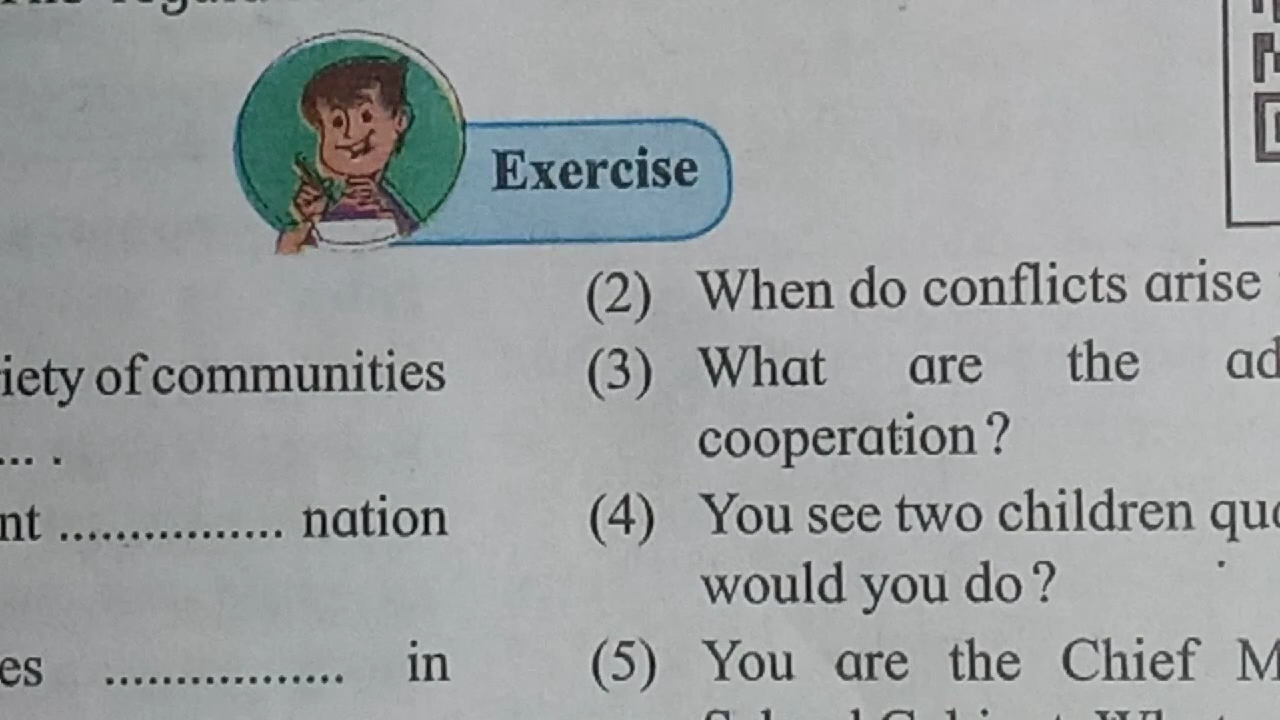 Exercise
iety of communities
... .
nt ................ nation
es ................. in
(2) When do conflicts arise
(3) What are the ad
cooperation ?
(4) You see two children qua
would you do ?
(5) You are the Chief M